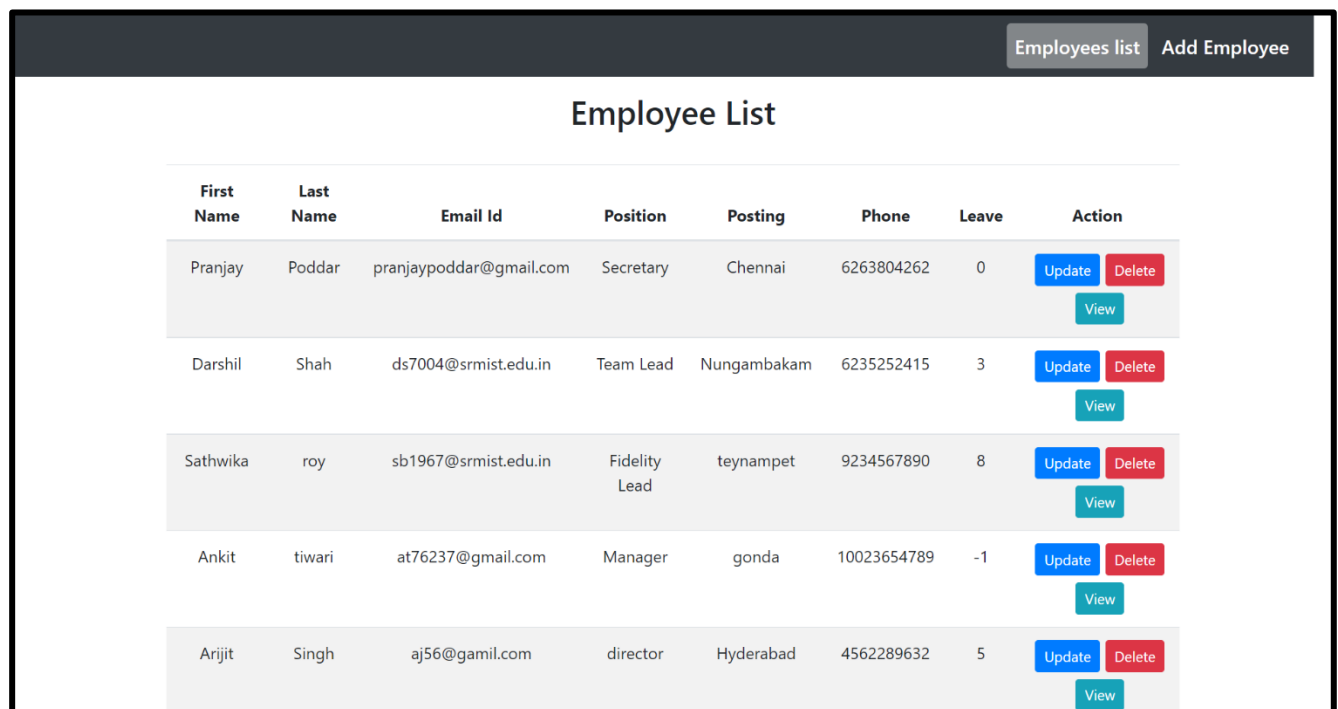 Employees list Add Employee
Employee List
First Name Last Name Email Id Position Posting Phone Leave Action
Pranjay Poddar pranjaypoddar@gmail.com Secretary Chennai 6263804262 0 Update Delete
View
Darshil Shah ds7004@srmist.edu.in Team Lead Nungambakam 6235252415 3 Update Delete
View
Sathwika roy sb1967@srmist.edu.in Fidelity Lead teynampet 9234567890 8 Update Delete
View
Ankit tiwari at76237@gmail.com Manager gonda 10023654789 -1 Update Delete
View
Arijit Singh aj56@gamil.com director Hyderabad 4562289632 5 Update Delete
View